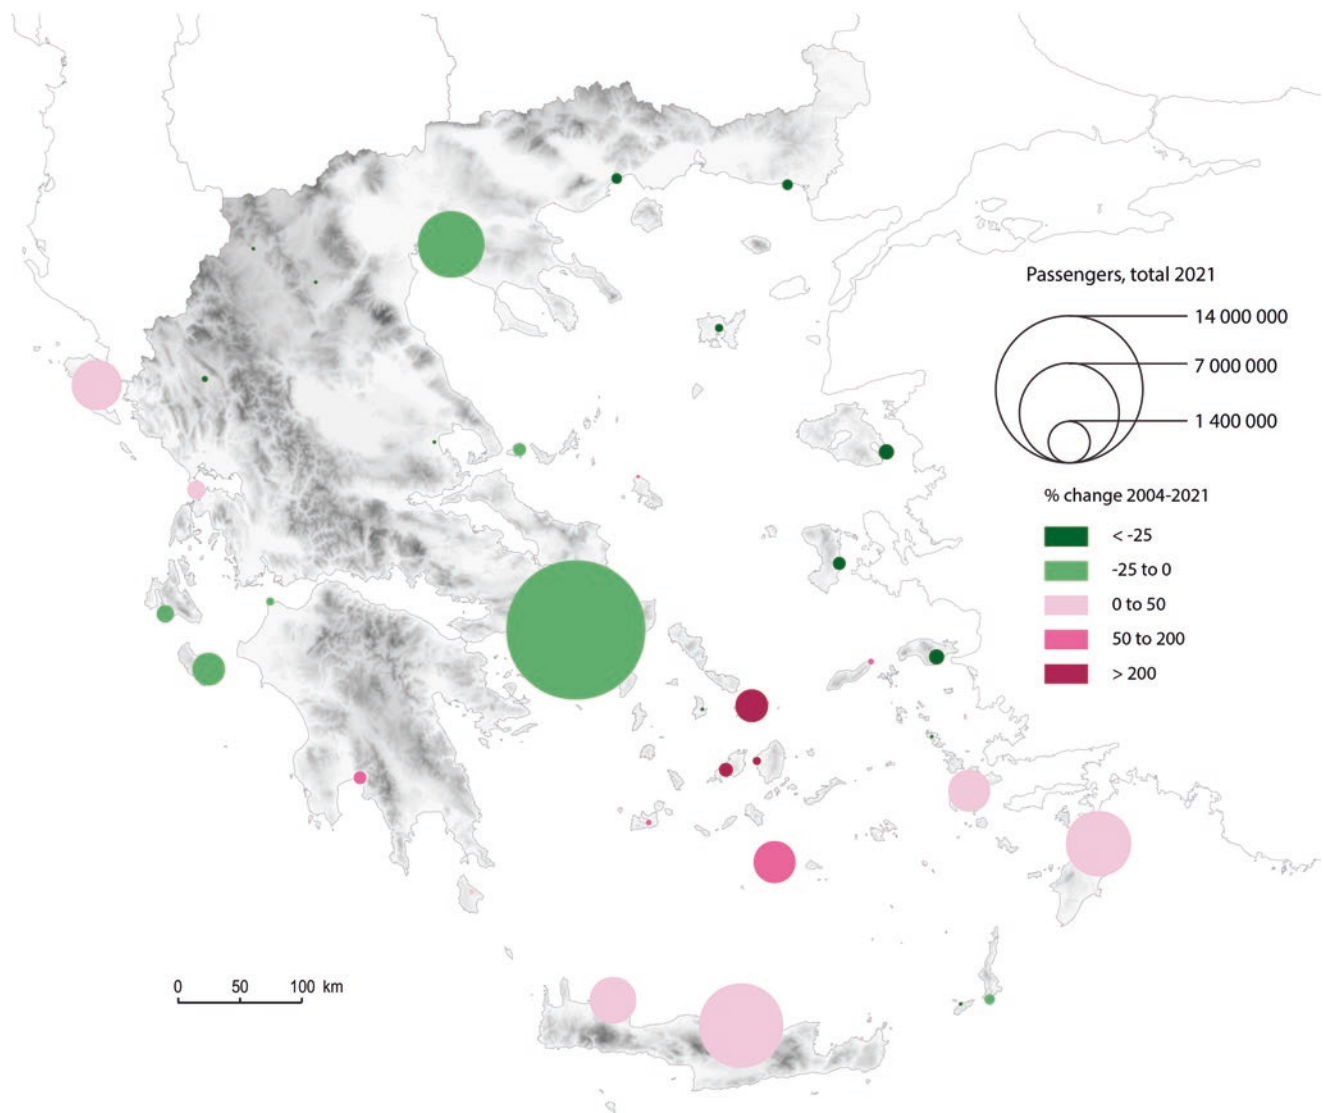 Passengers, total 2021
14 000 000
7 000 000
1 400 000
% change 2004-2021
< -25
-25 to 0
0 to 50
50 to 200
> 200
0 50 100 km